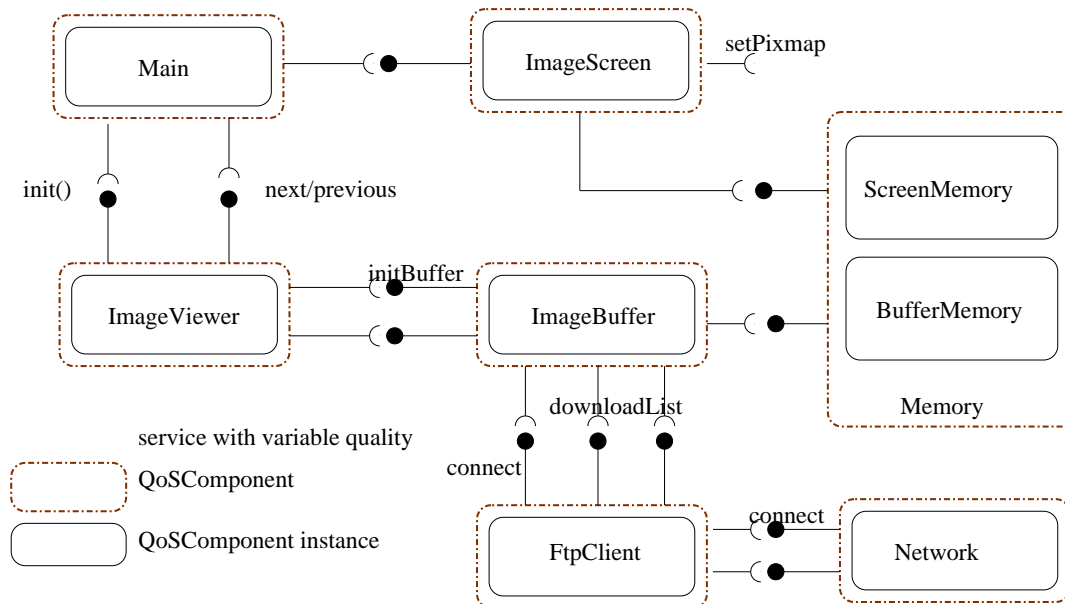 Main
ImageScreen
setPixmap
init()
next/previous
ScreenMemory
initBuffer
ImageViewer
ImageBuffer
BufferMemory
downloadList
Memory
service with variable quality
connect
QoSComponent
connect
QoSComponent instance
FtpClient
Network